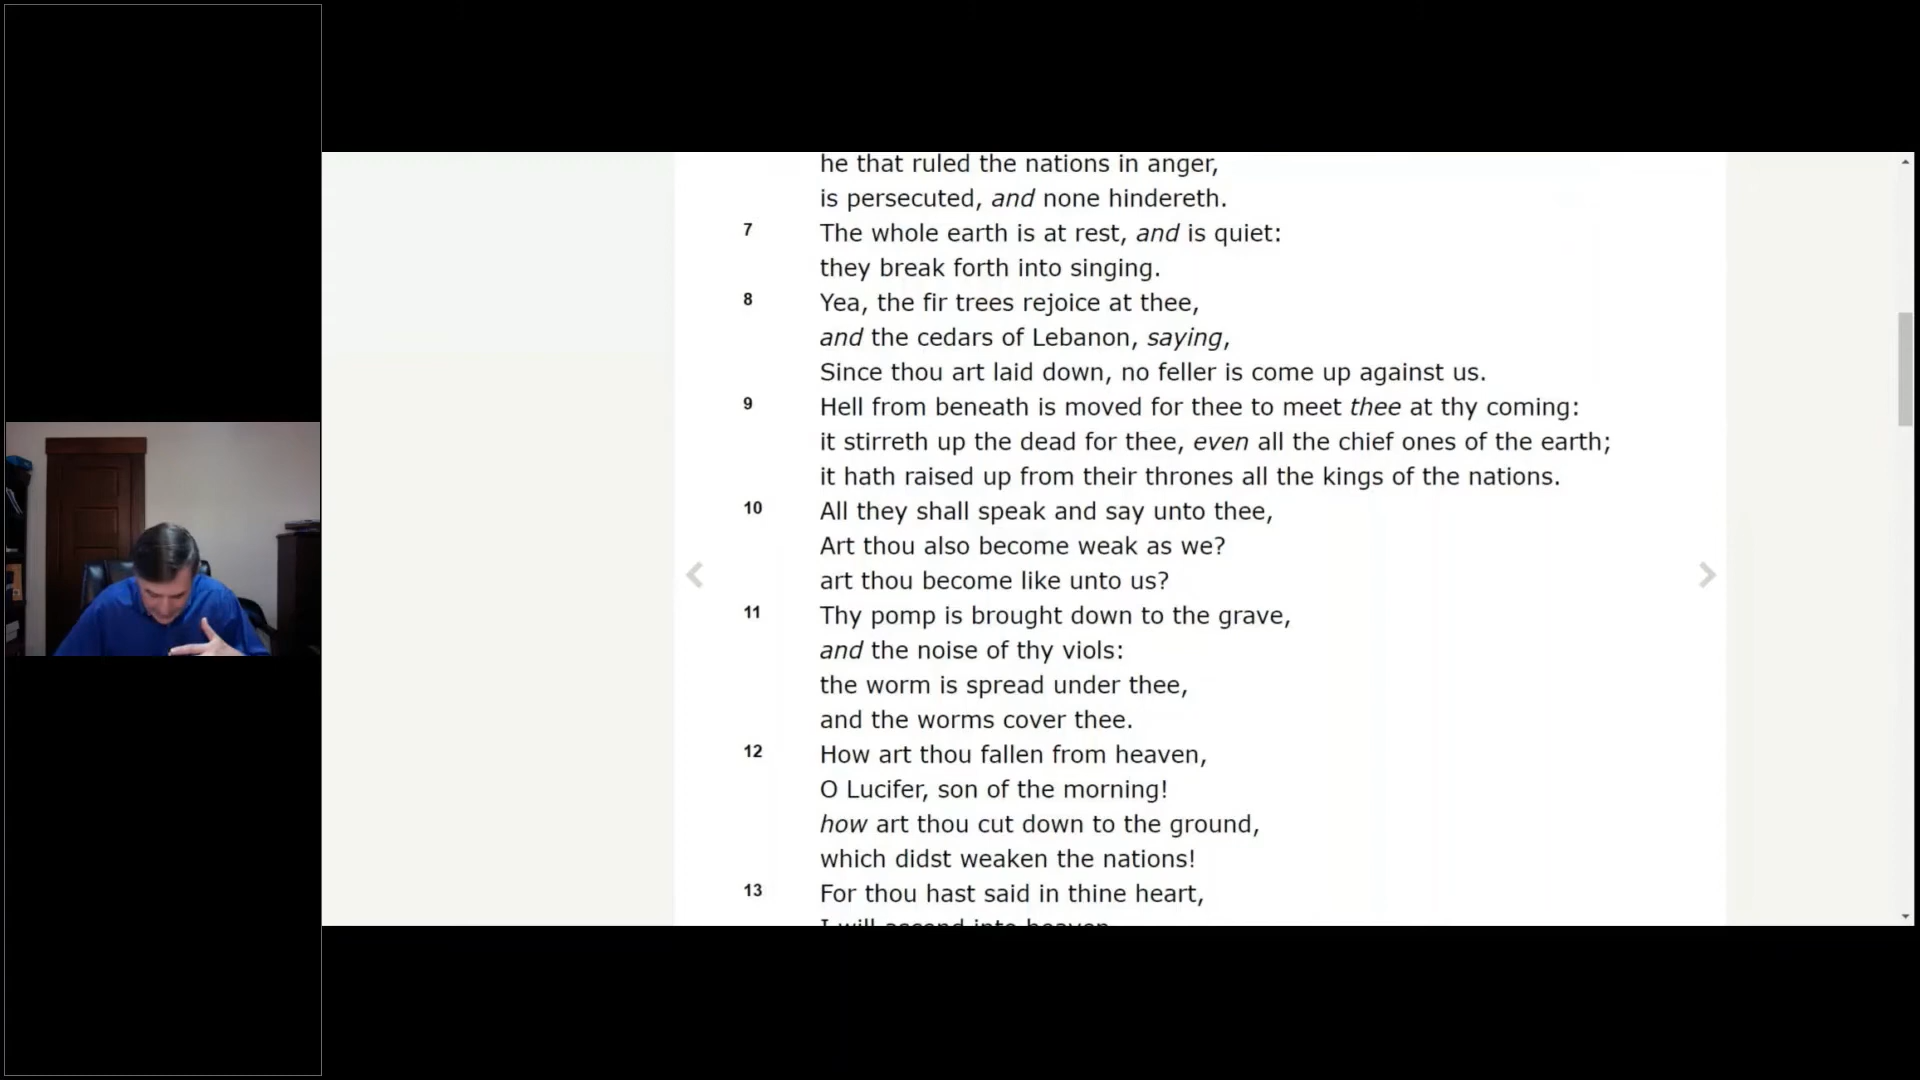 he that ruled the nations in anger,
is persecuted, and none hindereth.
7 The whole earth is at rest, and is quiet:
they break forth into singing.
8 Yea, the fir trees rejoice at thee,
and the cedars of Lebanon, saying,
Since thou art laid down, no feller is come up against us.
9 Hell from beneath is moved for thee to meet thee at thy coming:
it stirreth up the dead for thee, even all the chief ones of the earth;
it hath raised up from their thrones all the kings of the nations.
10 All they shall speak and say unto thee,
Art thou also become weak as we?
art thou become like unto us?
11 Thy pomp is brought down to the grave,
and the noise of thy viols:
the worm is spread under thee,
and the worms cover thee.
12 How art thou fallen from heaven,
O Lucifer, son of the morning!
how art thou cut down to the ground,
which didst weaken the nations!
13 For thou hast said in thine heart,
I will ascend into heaven